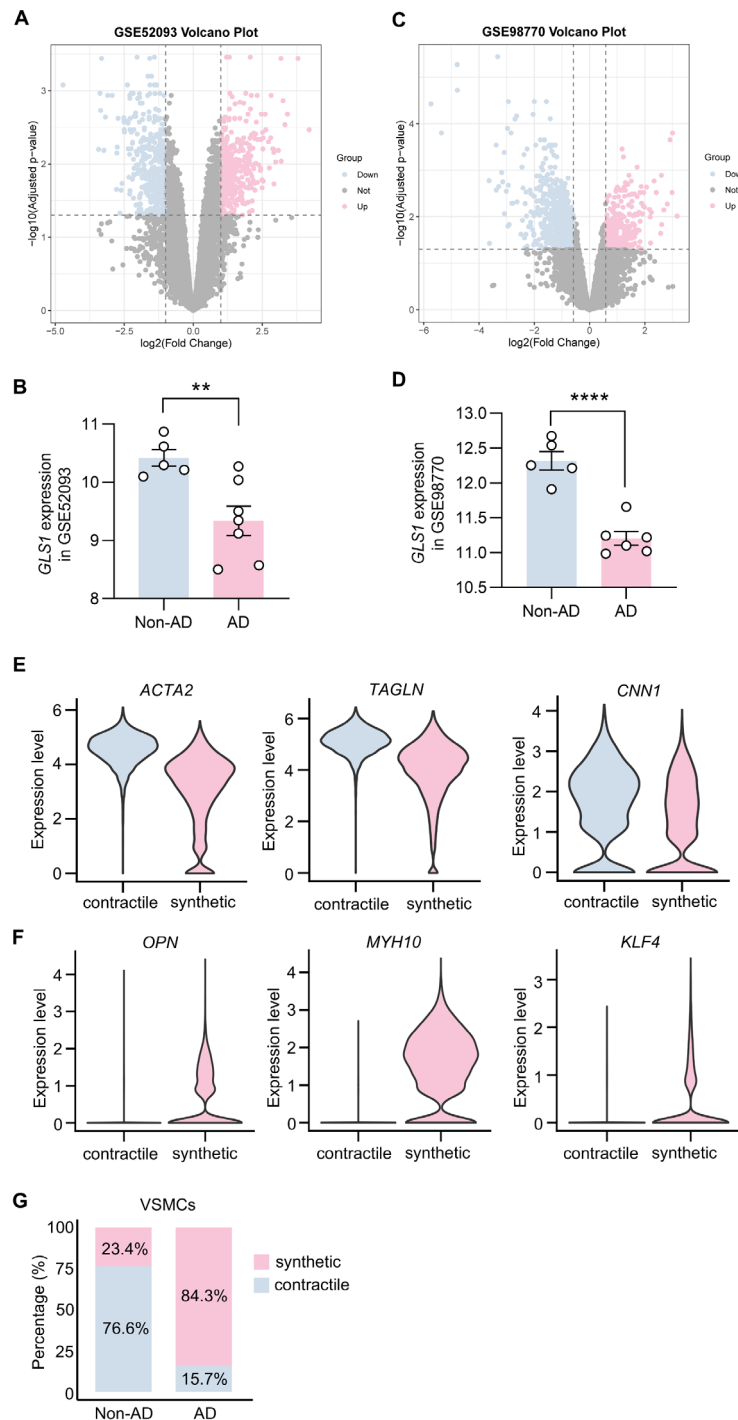 A
GSE52093 Volcano Plot
−log10(Adjusted p-value)
3
2
1
0
−5.0
−2.5
0.0
2.5
log2(Fold Change)
Group
Down
Not
Up
C
GSE98770 Volcano Plot
−log10(Adjusted p-value)
4
2
0
−6
−4
−2
0
2
log2(Fold Change)
Group
Dov
Not
Up
B
**
GLS1 expression
in GSE52093
11
10
9
8
Non-AD
AD
D
****
GLS1 expression
in GSE98770
13.0
12.5
12.0
11.5
11.0
10.5
Non-AD
AD
E
ACTA2
Expression level
6
4
2
0
contractile
synthetic
TAGLN
Expression level
6
4
2
0
contractile
synthetic
CNN1
Expression level
4
3
2
1
0
contractile
synthetic
F
OPN
Expression level
4
3
2
1
0
contractile
synthetic
MYH10
Expression level
4
3
2
1
0
contractile
synthetic
KLF4
Expression level
3
2
1
0
contractile
synthetic
G
VSMCs
Percentage (%)
100
75
50
25
0
23.4%
76.6%
84.3%
15.7%
Non-AD
AD
synthetic
contractile